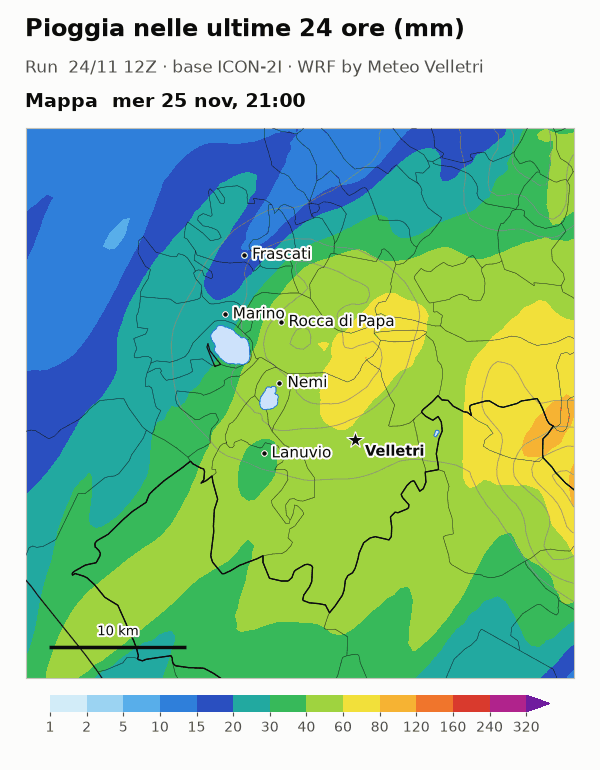 Pioggia nelle ultime 24 ore (mm)
Run 24/11 12Z · base ICON-2I · WRF by Meteo Velletri
Mappa mer 25 nov, 21:00
Frascati
Marino
Rocca di Papa
Nemi
Velletri
Lanuvio
10 km
1 2 5 10 15 20 30 40 60 80 120 160 240 320